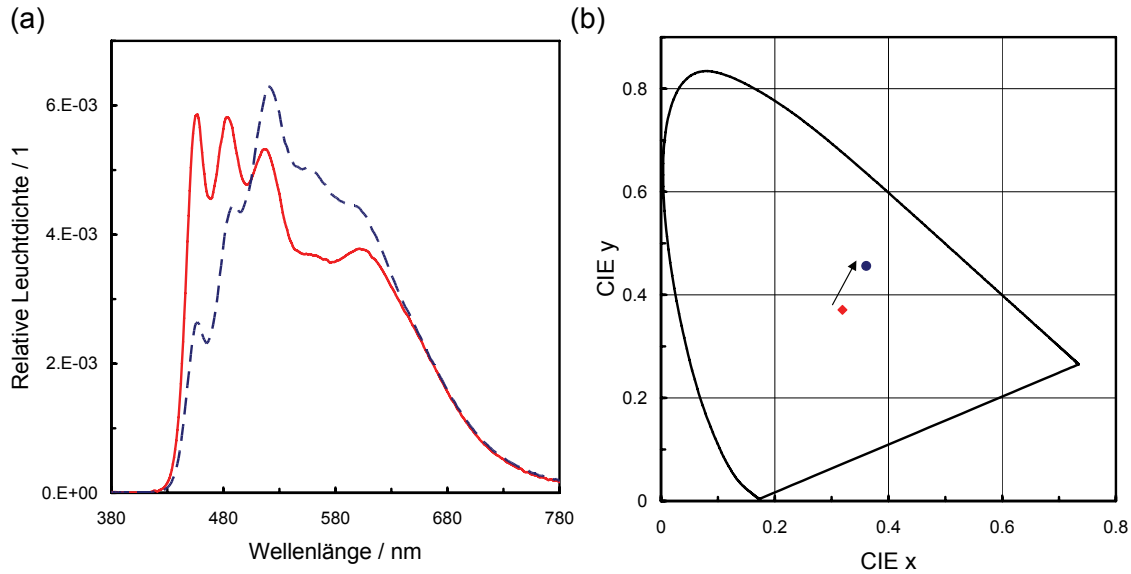 (a)
6.E-03
4.E-03
2.E-03
0.E+00
Relative Leuchtdichte / 1
380
480
580
680
780
Wellenlänge / nm
(b)
0.8
0.6
0.4
0.2
0
CIE y
0
0.2
0.4
0.6
0.8
CIE x